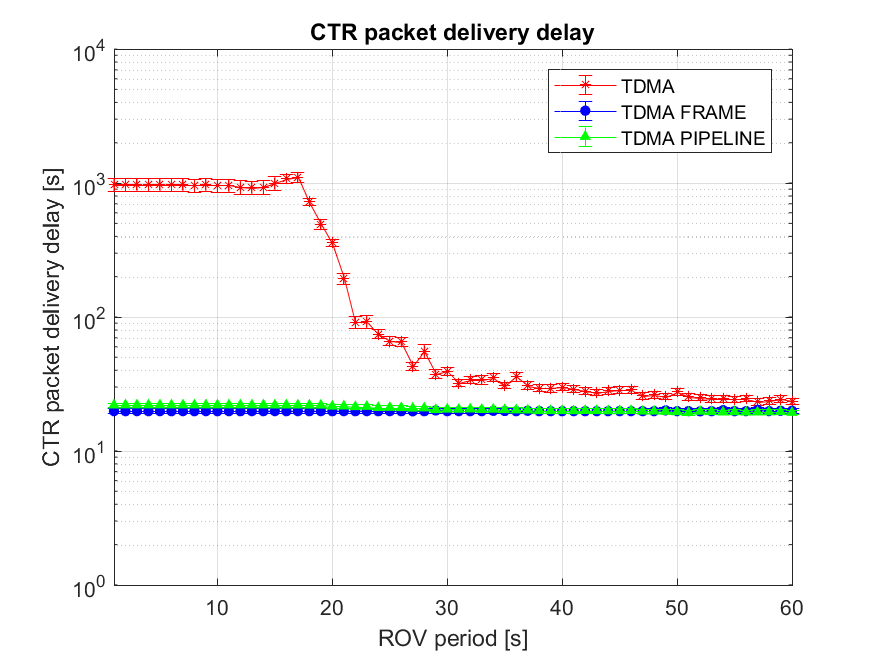 CTR packet delivery delay
CTR packet delivery delay [s]
10^4
10^3
10^2
10^1
10^0
TDMA
TDMA FRAME
TDMA PIPELINE
10 20 30 40 50 60
ROV period [s]